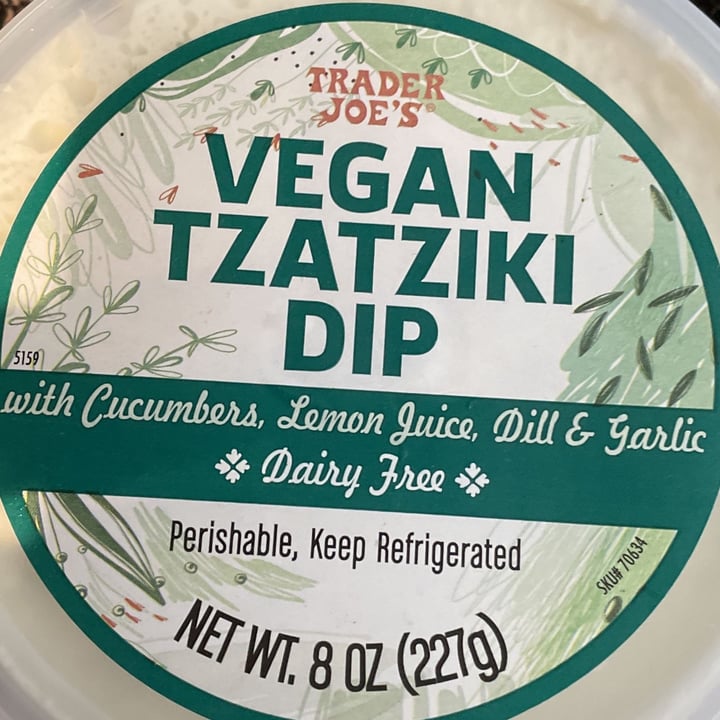 TRADER
JOE'S®
VEGAN
TZATZIKI
DIP
5159
with Cucumbers, Lemon Juice, Dill & Garlic
Dairy Free
Perishable, Keep Refrigerated
SKU# 70634
NET WT. 8 OZ (227g)